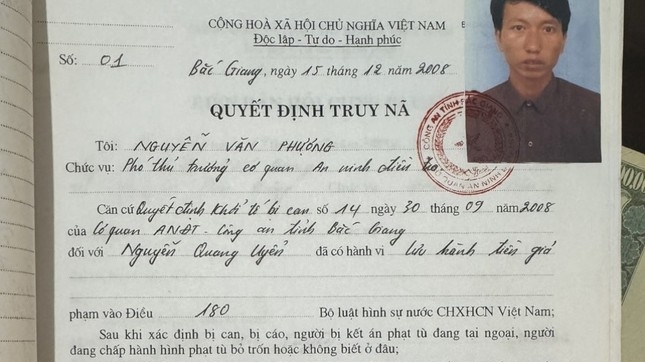 CÔNG HOÀ XÃ HỘI CHỦ NGHĨA VIỆT NAM
Độc lập - Tự do - Hạnh phúc
Số: 01
Bắc Giang, ngày 15 tháng 12 năm 2008
QUYẾT ĐỊNH TRUY NÃ
Tôi: NGUYỄN VĂN PHƯỢNG
Chức vụ: Phó thủ trưởng cơ quan An ninh điều
Căn cứ Quyết định khởi tố bị can số 14 ngày 30 tháng 09 năm 2008
của Cơ quan ANĐT - Công an tỉnh Bắc Giang
đối với Nguyễn Quang Uyển đã có hành vi Lưu hành tiền giả
phạm vào Điều 180 Bộ luật hình sự nước CHXHCN Việt Nam;
Sau khi xác định bị can, bị cáo, người bị kết án phạt tù đang tại ngoại, người
đang chấp hành hình phạt tù bỏ trốn hoặc không biết ở đâu;